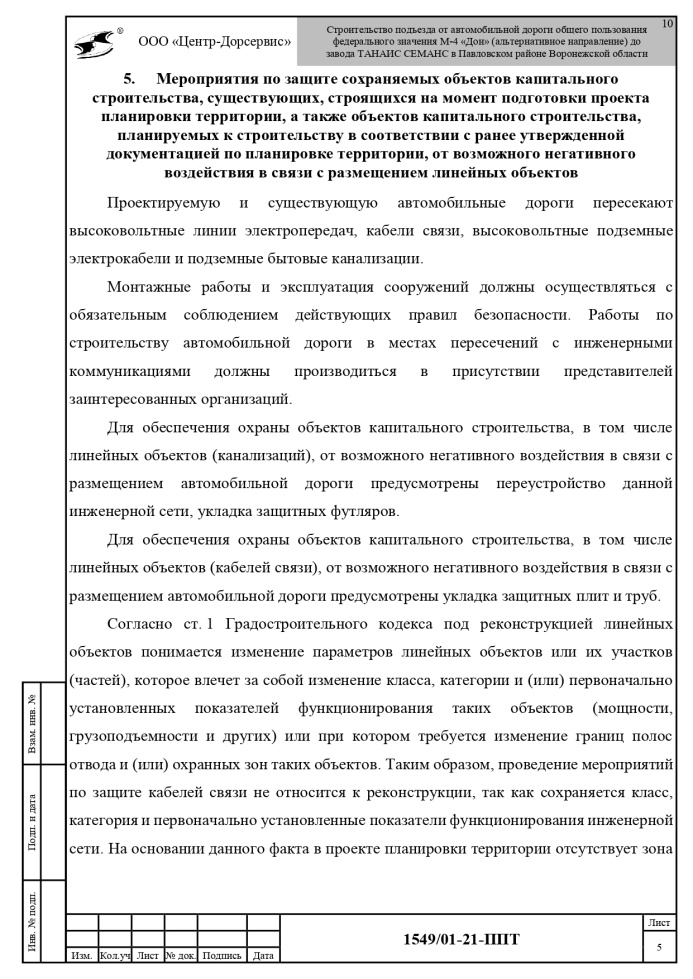 10
ООО «Центр-Дорсервис»
®
Строительство подъезда от автомобильной дороги общего пользования
федерального значения М-4 «Дон» (альтернативное направление) до
завода ТАНАИС СЕМАНС в Павловском районе Воронежской области
5. Мероприятия по защите сохраняемых объектов капитального
строительства, существующих, строящихся на момент подготовки проекта
планировки территории, а также объектов капитального строительства,
планируемых к строительству в соответствии с ранее утвержденной
документацией по планировке территории, от возможного негативного
воздействия в связи с размещением линейных объектов
Проектируемую и существующую автомобильные дороги пересекают
высоковольтные линии электропередач, кабели связи, высоковольтные подземные
электрокабели и подземные бытовые канализации.
Монтажные работы и эксплуатация сооружений должны осуществляться с
обязательным соблюдением действующих правил безопасности. Работы по
строительству автомобильной дороги в местах пересечений с инженерными
коммуникациями должны производиться в присутствии представителей
заинтересованных организаций.
Для обеспечения охраны объектов капитального строительства, в том числе
линейных объектов (канализаций), от возможного негативного воздействия в связи с
размещением автомобильной дороги предусмотрены переустройство данной
инженерной сети, укладка защитных футляров.
Для обеспечения охраны объектов капитального строительства, в том числе
линейных объектов (кабелей связи), от возможного негативного воздействия в связи с
размещением автомобильной дороги предусмотрены укладка защитных плит и труб.
Согласно ст. 1 Градостроительного кодекса под реконструкцией линейных
объектов понимается изменение параметров линейных объектов или их участков
(частей), которое влечет за собой изменение класса, категории и (или) первоначально
установленных показателей функционирования таких объектов (мощности,
грузоподъемности и других) или при котором требуется изменение границ полос
отвода и (или) охранных зон таких объектов. Таким образом, проведение мероприятий
по защите кабелей связи не относится к реконструкции, так как сохраняется класс,
категория и первоначально установленные показатели функционирования инженерной
сети. На основании данного факта в проекте планировки территории отсутствует зона
Взам. инв. №
Подп. и дата
Инв. № подп.
Изм. Кол.уч Лист № док. Подпись Дата
1549/01-21-ППТ
Лист
5